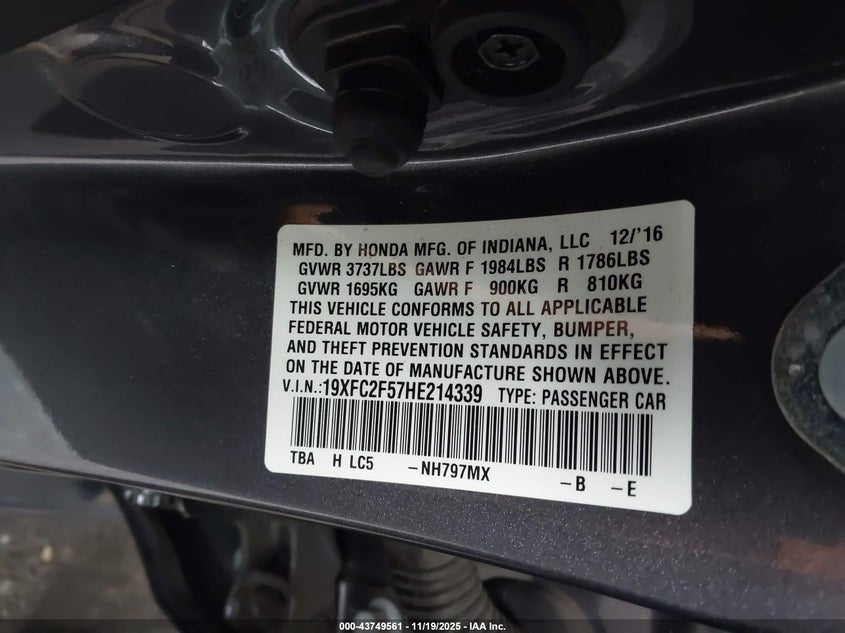 MFD. BY HONDA MFG. OF INDIANA, LLC 12/'16
GVWR 3737LBS GAWR F 1984LBS R 1786LBS
GVWR 1695KG GAWR F 900KG R 810KG
THIS VEHICLE CONFORMS TO ALL APPLICABLE
FEDERAL MOTOR VEHICLE SAFETY, BUMPER,
AND THEFT PREVENTION STANDARDS IN EFFECT
ON THE DATE OF MANUFACTURE SHOWN ABOVE.
V.I.N.:19XFC2F57HE214339 TYPE: PASSENGER CAR
TBA H LC5 -NH797MX -B -E
000-43749561 - 11/19/2025 - IAA Inc.